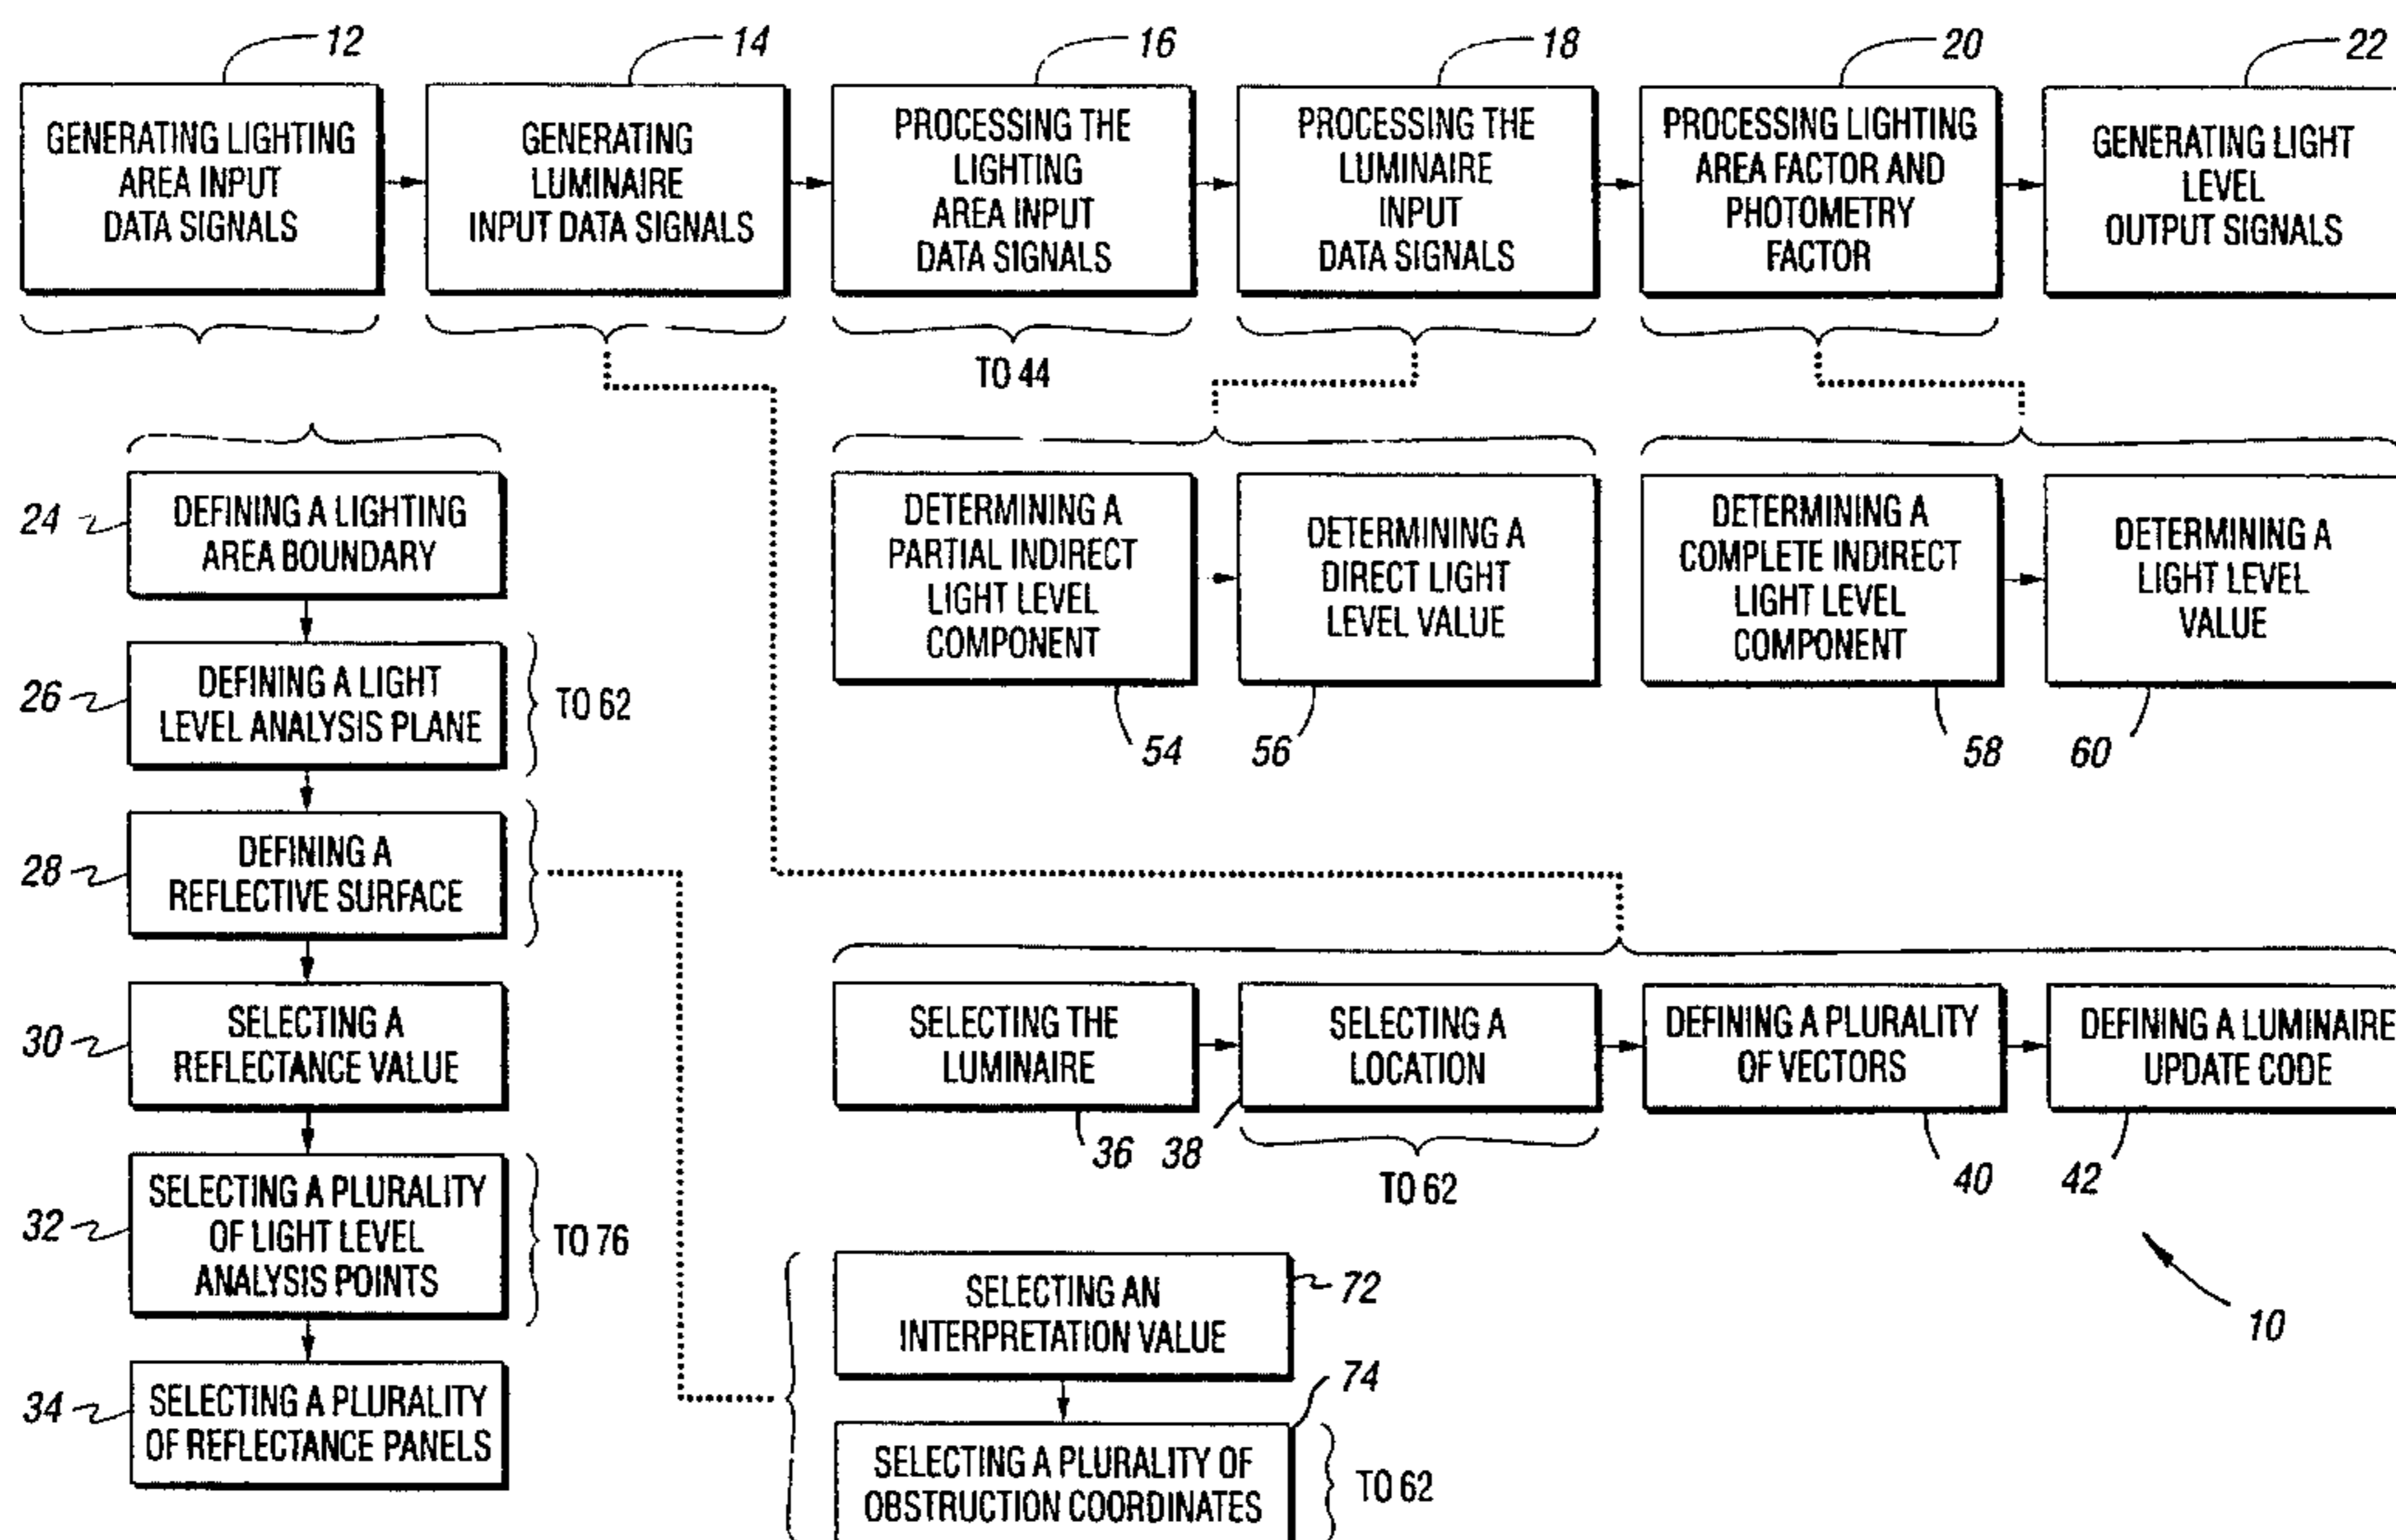 12
14
16
18
20
22
GENERATING LIGHTING
AREA INPUT
DATA SIGNALS
GENERATING
LUMINAIRE
INPUT DATA SIGNALS
PROCESSING THE
LIGHTING
AREA INPUT
DATA SIGNALS
PROCESSING THE
LUMINAIRE
INPUT
DATA SIGNALS
PROCESSING LIGHTING
AREA FACTOR AND
PHOTOMETRY
FACTOR
GENERATING LIGHT
LEVEL
OUTPUT SIGNALS
TO 44
24
DEFINING A LIGHTING
AREA BOUNDARY
26
DEFINING A LIGHT
LEVEL ANALYSIS PLANE
TO 62
28
DEFINING A
REFLECTIVE SURFACE
30
SELECTING A
REFLECTANCE VALUE
32
SELECTING A PLURALITY
OF LIGHT LEVEL
ANALYSIS POINTS
TO 76
34
SELECTING A PLURALITY
OF REFLECTANCE PANELS
DETERMINING A
PARTIAL INDIRECT
LIGHT LEVEL
COMPONENT
54
DETERMINING A
DIRECT LIGHT
LEVEL VALUE
56
DETERMINING A
COMPLETE INDIRECT
LIGHT LEVEL
COMPONENT
58
DETERMINING A
LIGHT LEVEL
VALUE
60
SELECTING THE
LUMINAIRE
36
SELECTING A
LOCATION
38
TO 62
DEFINING A PLURALITY
OF VECTORS
40
DEFINING A LUMINAIRE
UPDATE CODE
42
SELECTING AN
INTERPRETATION VALUE
72
SELECTING A PLURALITY OF
OBSTRUCTION COORDINATES
74
TO 62
10